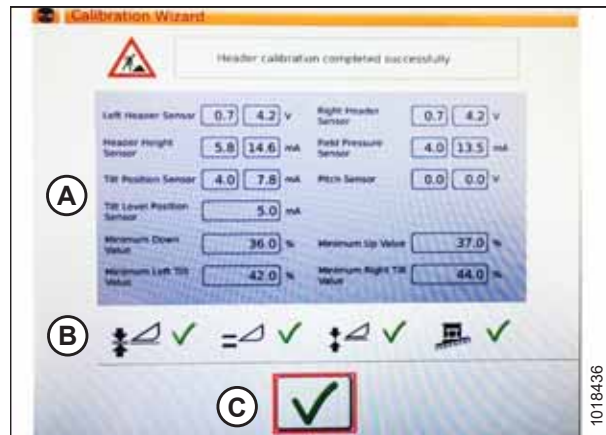 Calibration Wizard
Header calibration completed successfully
Left Header Sensor 0.7 4.2 V Right Header Sensor 0.7 4.2 V
Header Height Sensor 5.8 14.6 mA Field Pressure Sensor 4.0 13.5 mA
A
Tilt Position Sensor 4.0 7.8 mA Pitch Sensor 0.0 0.0 V
Tilt Level Position Sensor 5.0 mA
Minimum Down Value 36.0 % Minimum Up Value 37.0 %
Minimum Left Tilt Value 42.0 % Minimum Right Tilt Value 44.0 %
B
C
1018436